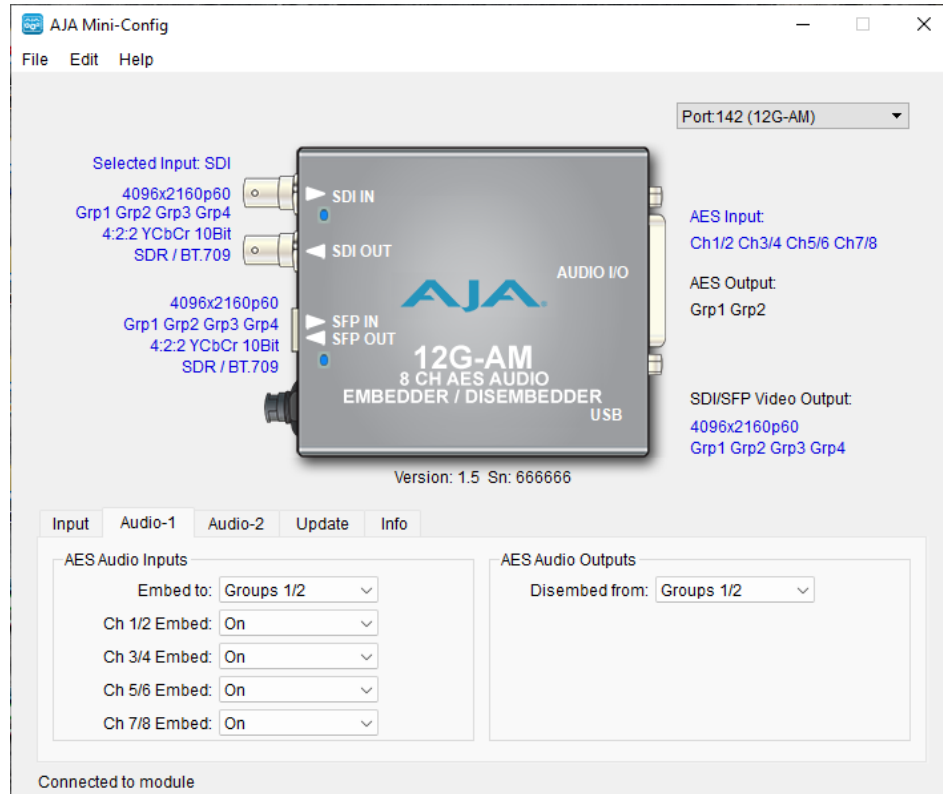 AJA Mini-Config
File Edit Help
Port:142 (12G-AM)
Selected Input: SDI
4096x2160p60
Grp1 Grp2 Grp3 Grp4
4:2:2 YCbCr 10Bit
SDR / BT.709
SDI IN
SDI OUT
4096x2160p60
Grp1 Grp2 Grp3 Grp4
4:2:2 YCbCr 10Bit
SDR / BT.709
SFP IN
SFP OUT
AUDIO I/O
AJA
12G-AM
8 CH AES AUDIO
EMBEDDER / DISEMBEDDER
USB
AES Input:
Ch1/2 Ch3/4 Ch5/6 Ch7/8
AES Output:
Grp1 Grp2
SDI/SFP Video Output:
4096x2160p60
Grp1 Grp2 Grp3 Grp4
Version: 1.5 Sn: 666666
Input Audio-1 Audio-2 Update Info
AES Audio Inputs
Embed to: Groups 1/2
Ch 1/2 Embed: On
Ch 3/4 Embed: On
Ch 5/6 Embed: On
Ch 7/8 Embed: On
AES Audio Outputs
Disembed from: Groups 1/2
Connected to module